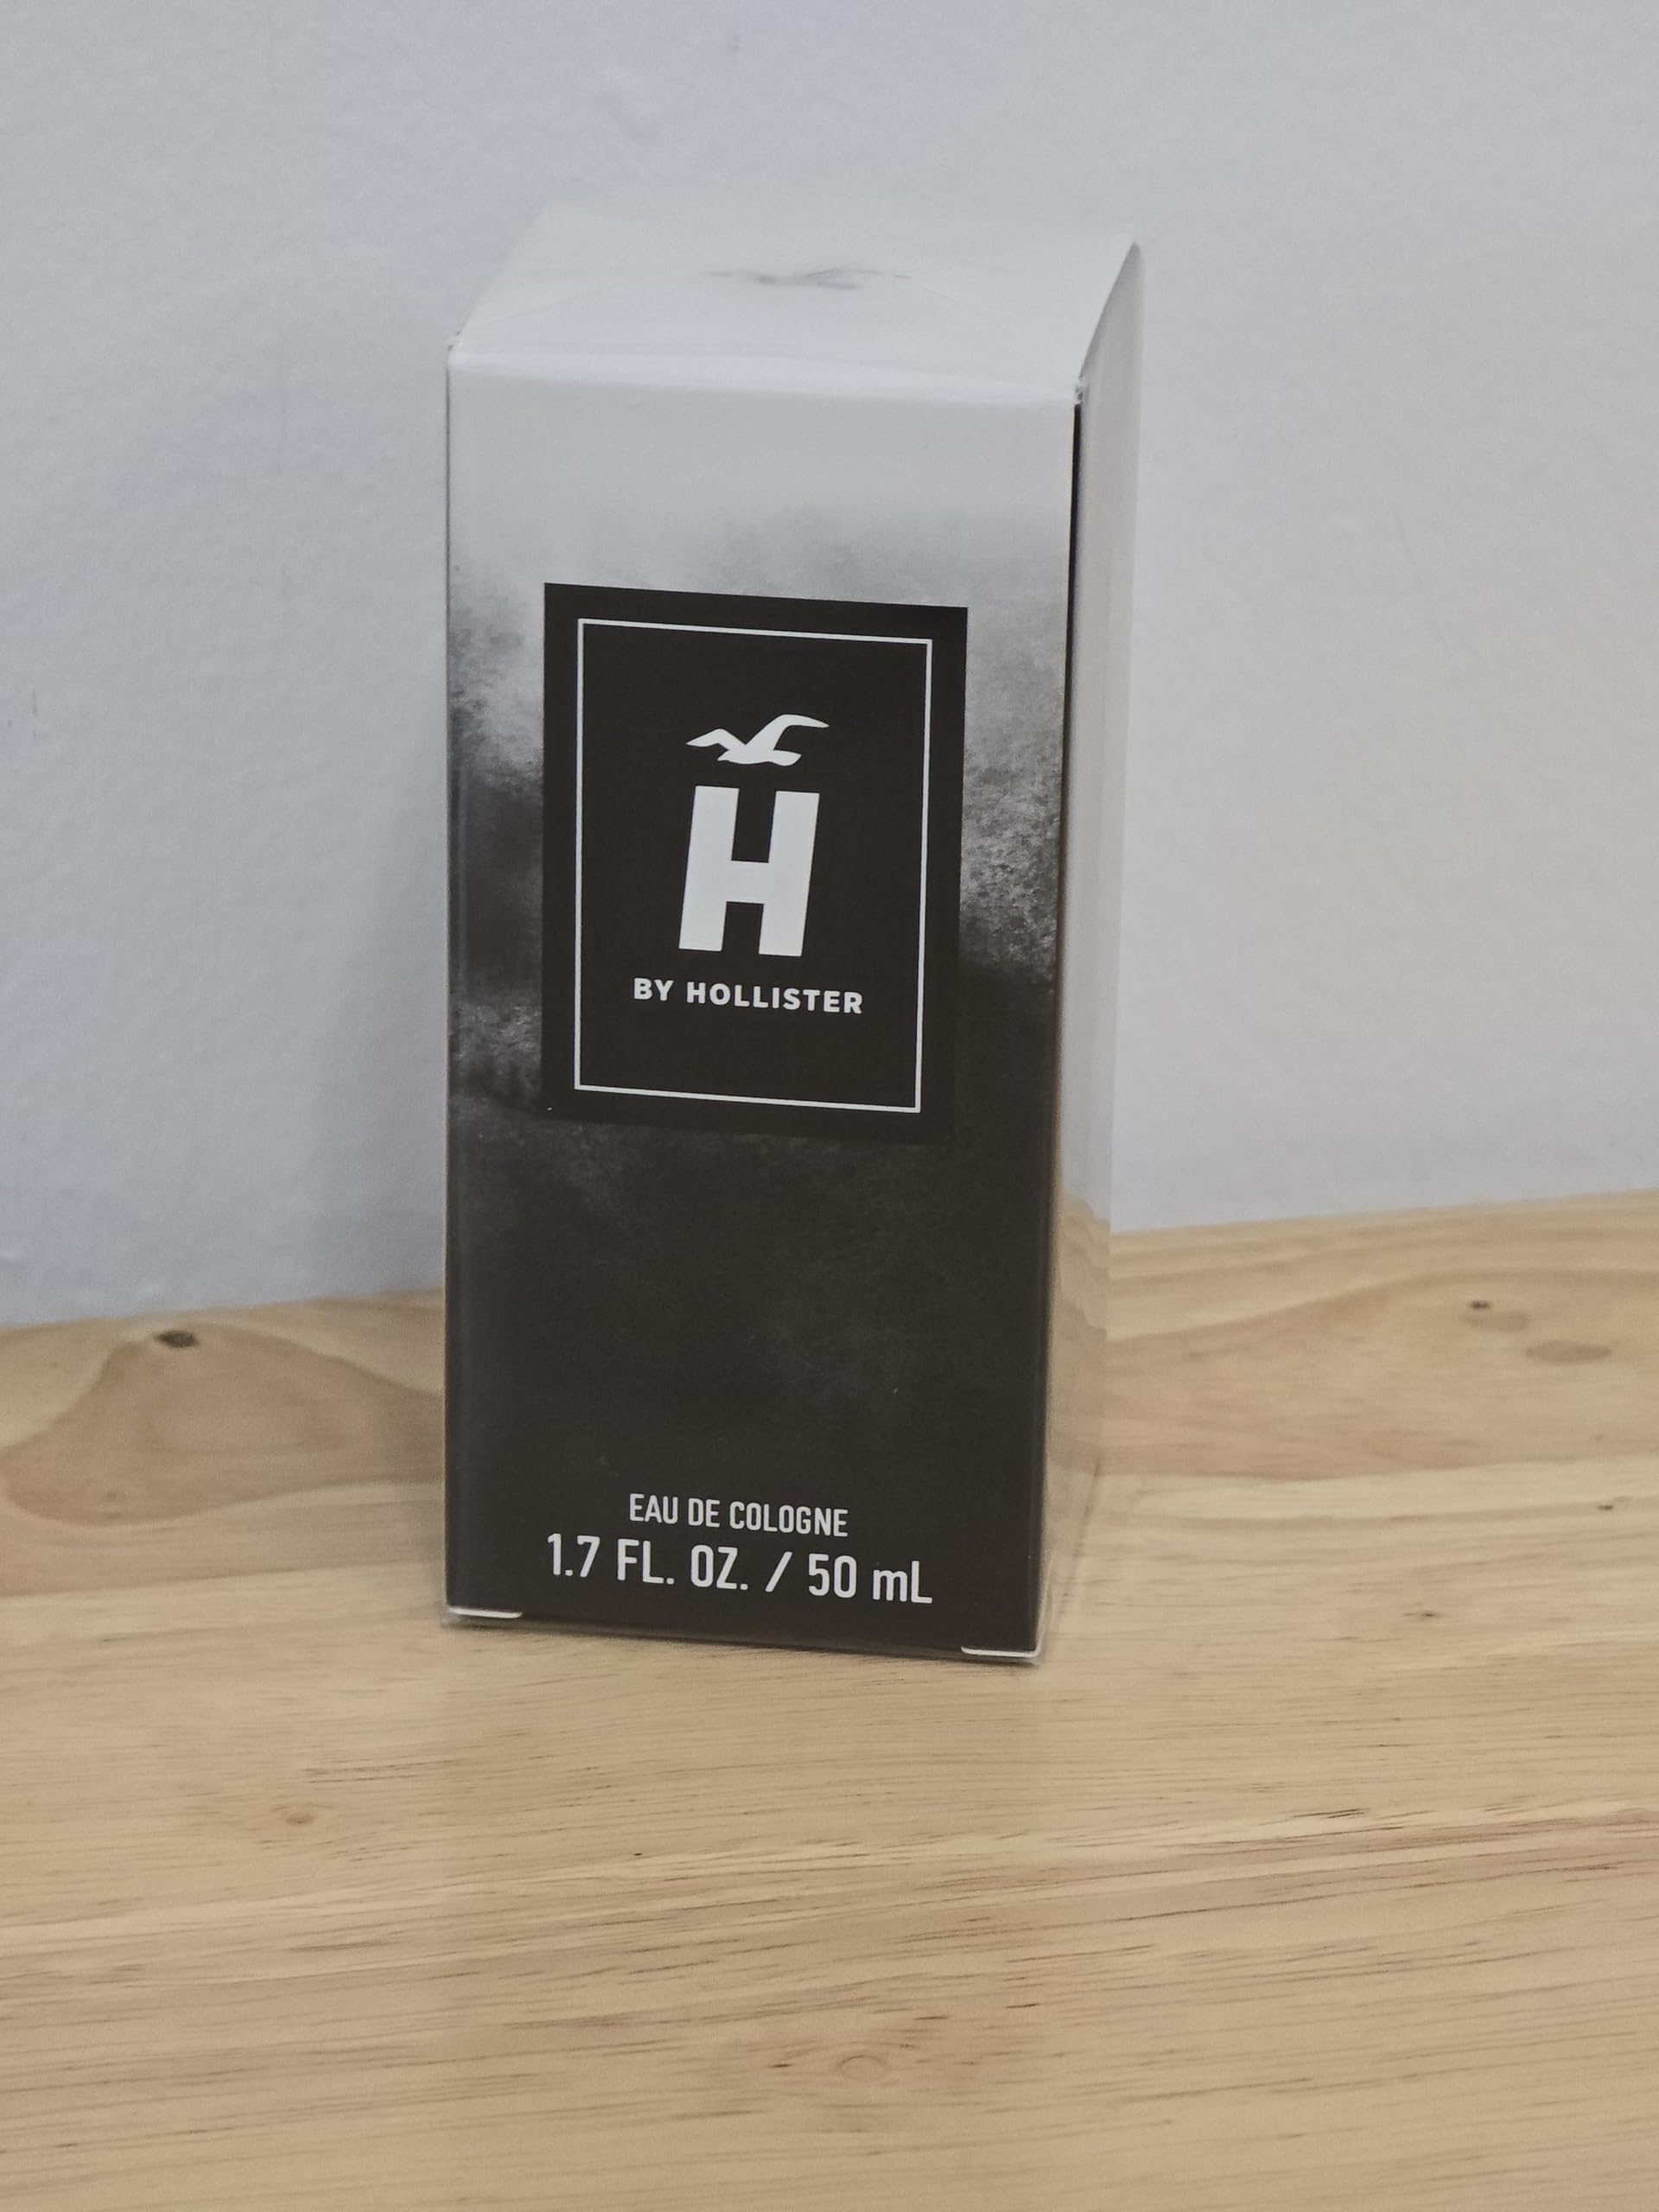 H
BY HOLLISTER
EAU DE COLOGNE
1.7 FL. OZ. / 50 mL